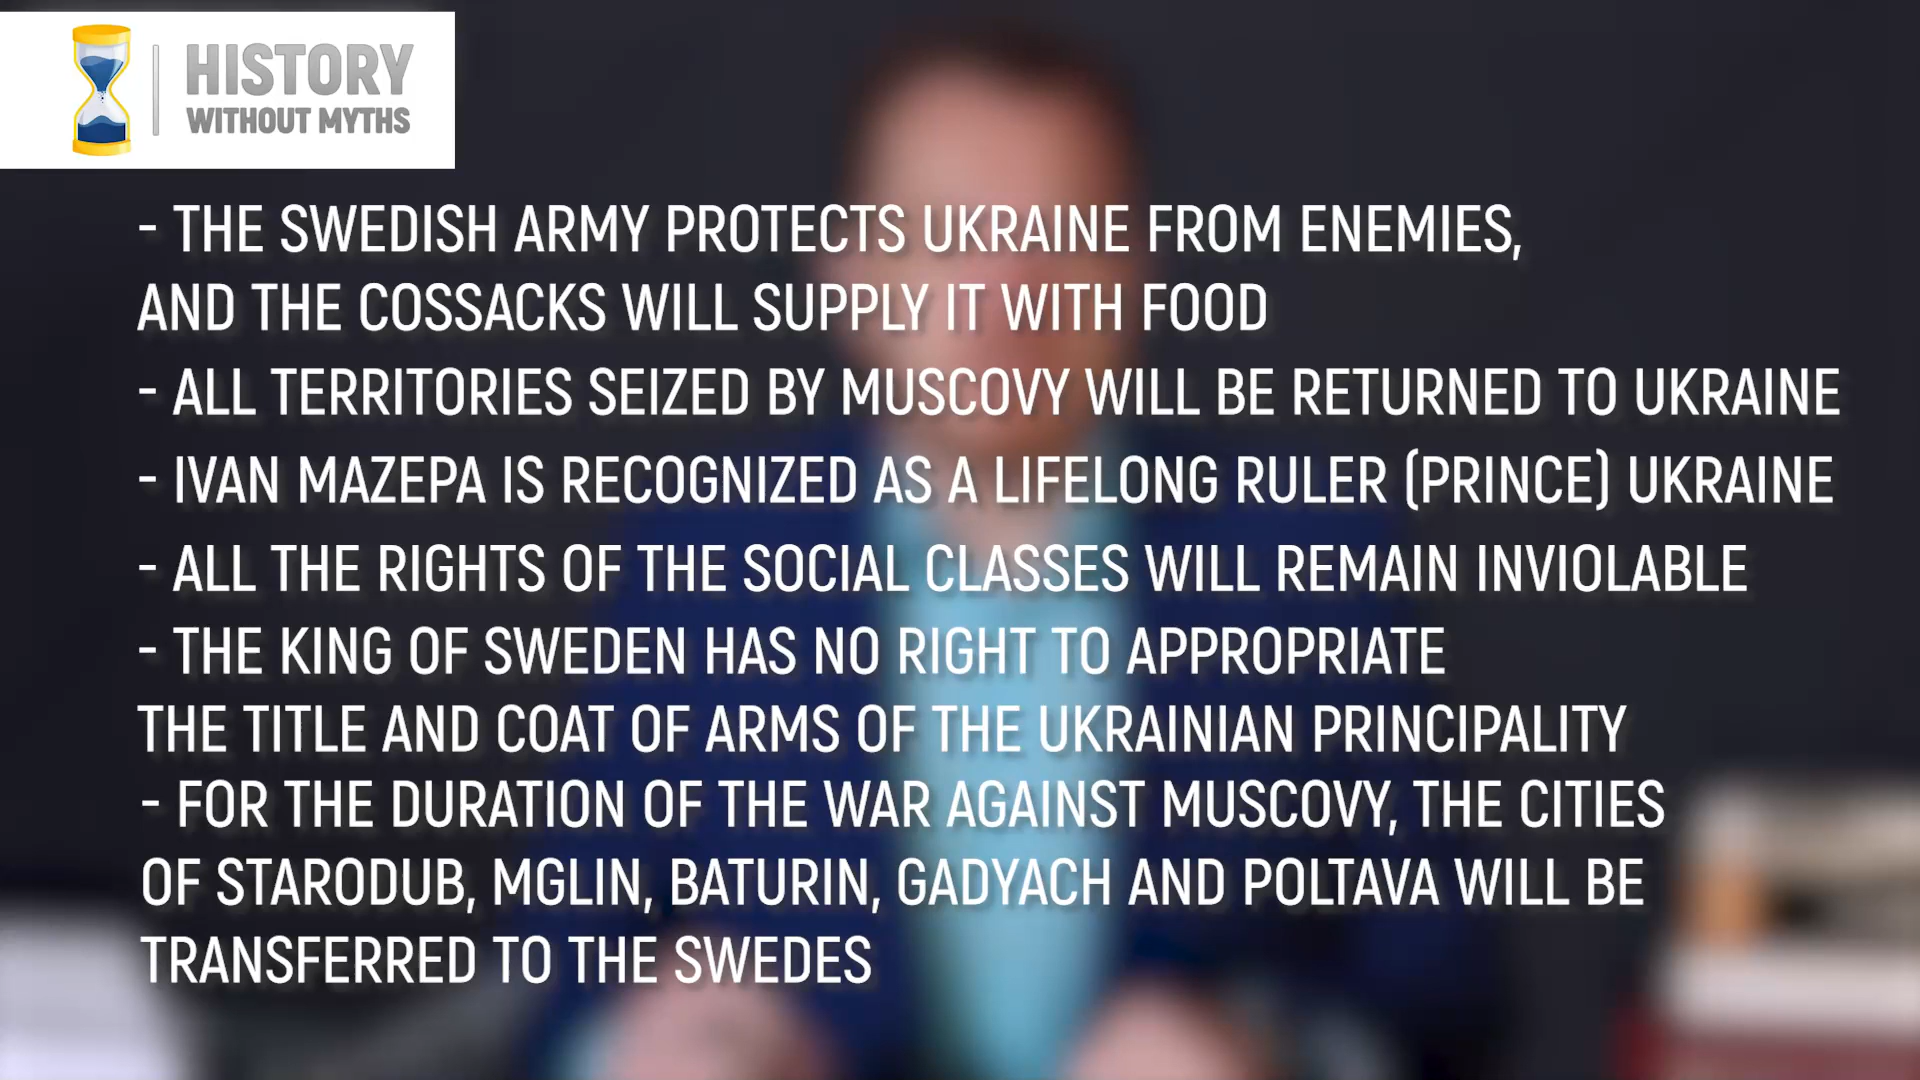 HISTORY
WITHOUT MYTHS
- THE SWEDISH ARMY PROTECTS UKRAINE FROM ENEMIES,
AND THE COSSACKS WILL SUPPLY IT WITH FOOD
- ALL TERRITORIES SEIZED BY MUSCOVY WILL BE RETURNED TO UKRAINE
- IVAN MAZEPA IS RECOGNIZED AS A LIFELONG RULER (PRINCE) UKRAINE
- ALL THE RIGHTS OF THE SOCIAL CLASSES WILL REMAIN INVIOLABLE
- THE KING OF SWEDEN HAS NO RIGHT TO APPROPRIATE
THE TITLE AND COAT OF ARMS OF THE UKRAINIAN PRINCIPALITY
- FOR THE DURATION OF THE WAR AGAINST MUSCOVY, THE CITIES
OF STARODUB, MGLIN, BATURIN, GADYACH AND POLTAVA WILL BE
TRANSFERRED TO THE SWEDES